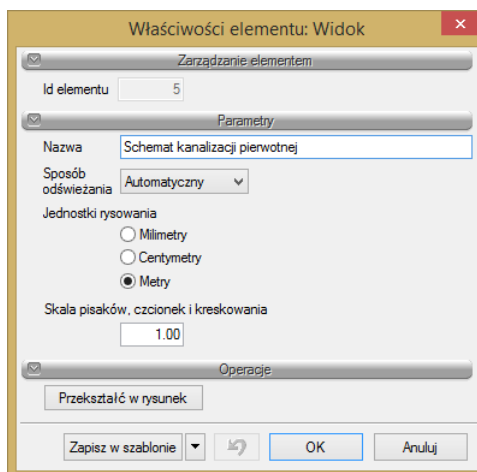 Właściwości elementu: Widok
Zarządzanie elementem
Id elementu 5
Parametry
Nazwa Schemat kanalizacji pierwotnej
Sposób
odświeżania Automatyczny
Jednostki rysowania
Milimetry
Centymetry
Metry
Skala pisaków, czcionek i kreskowania
1.00
Operacje
Przekształć w rysunek
Zapisz w szablonie OK Anuluj